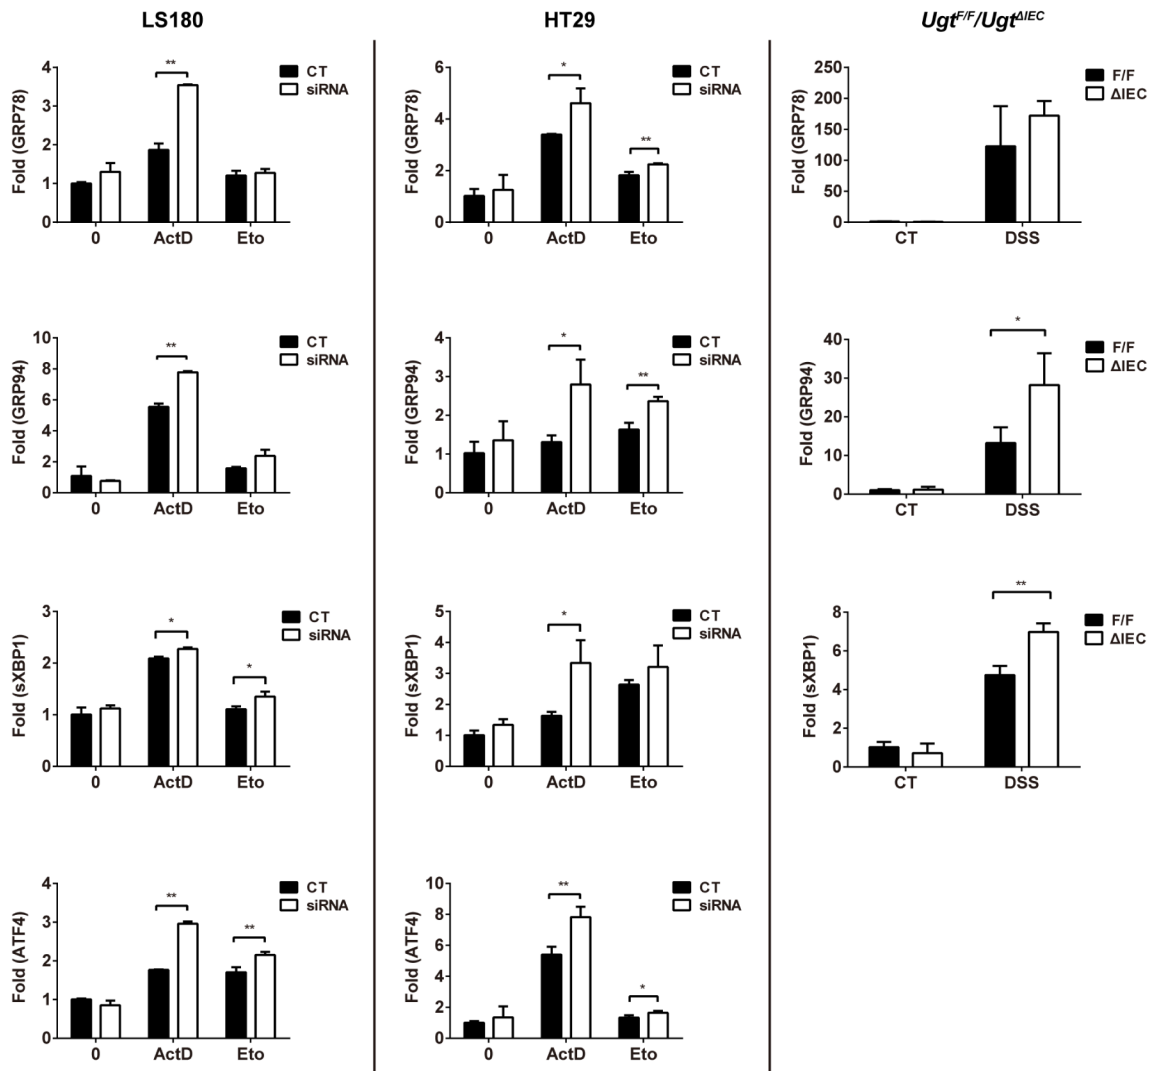 LS180
HT29
Ugt^F/F/Ugt^ΔIEC
Fold (GRP78)
4
3
2
1
0
**
CT
siRNA
0 ActD Eto
Fold (GRP78)
6
4
2
0
*
**
CT
siRNA
0 ActD Eto
Fold (GRP78)
250
200
150
100
50
0
F/F
ΔIEC
CT DSS
Fold (GRP94)
10
8
6
4
2
0
**
CT
siRNA
0 ActD Eto
Fold (GRP94)
4
3
2
1
0
*
**
CT
siRNA
0 ActD Eto
Fold (GRP94)
40
30
20
10
0
*
F/F
ΔIEC
CT DSS
Fold (sXBP1)
3
2
1
0
*
*
CT
siRNA
0 ActD Eto
Fold (sXBP1)
5
4
3
2
1
0
*
CT
siRNA
0 ActD Eto
Fold (sXBP1)
8
6
4
2
0
**
F/F
ΔIEC
CT DSS
Fold (ATF4)
4
3
2
1
0
**
**
CT
siRNA
0 ActD Eto
Fold (ATF4)
10
8
6
4
2
0
**
*
CT
siRNA
0 ActD Eto